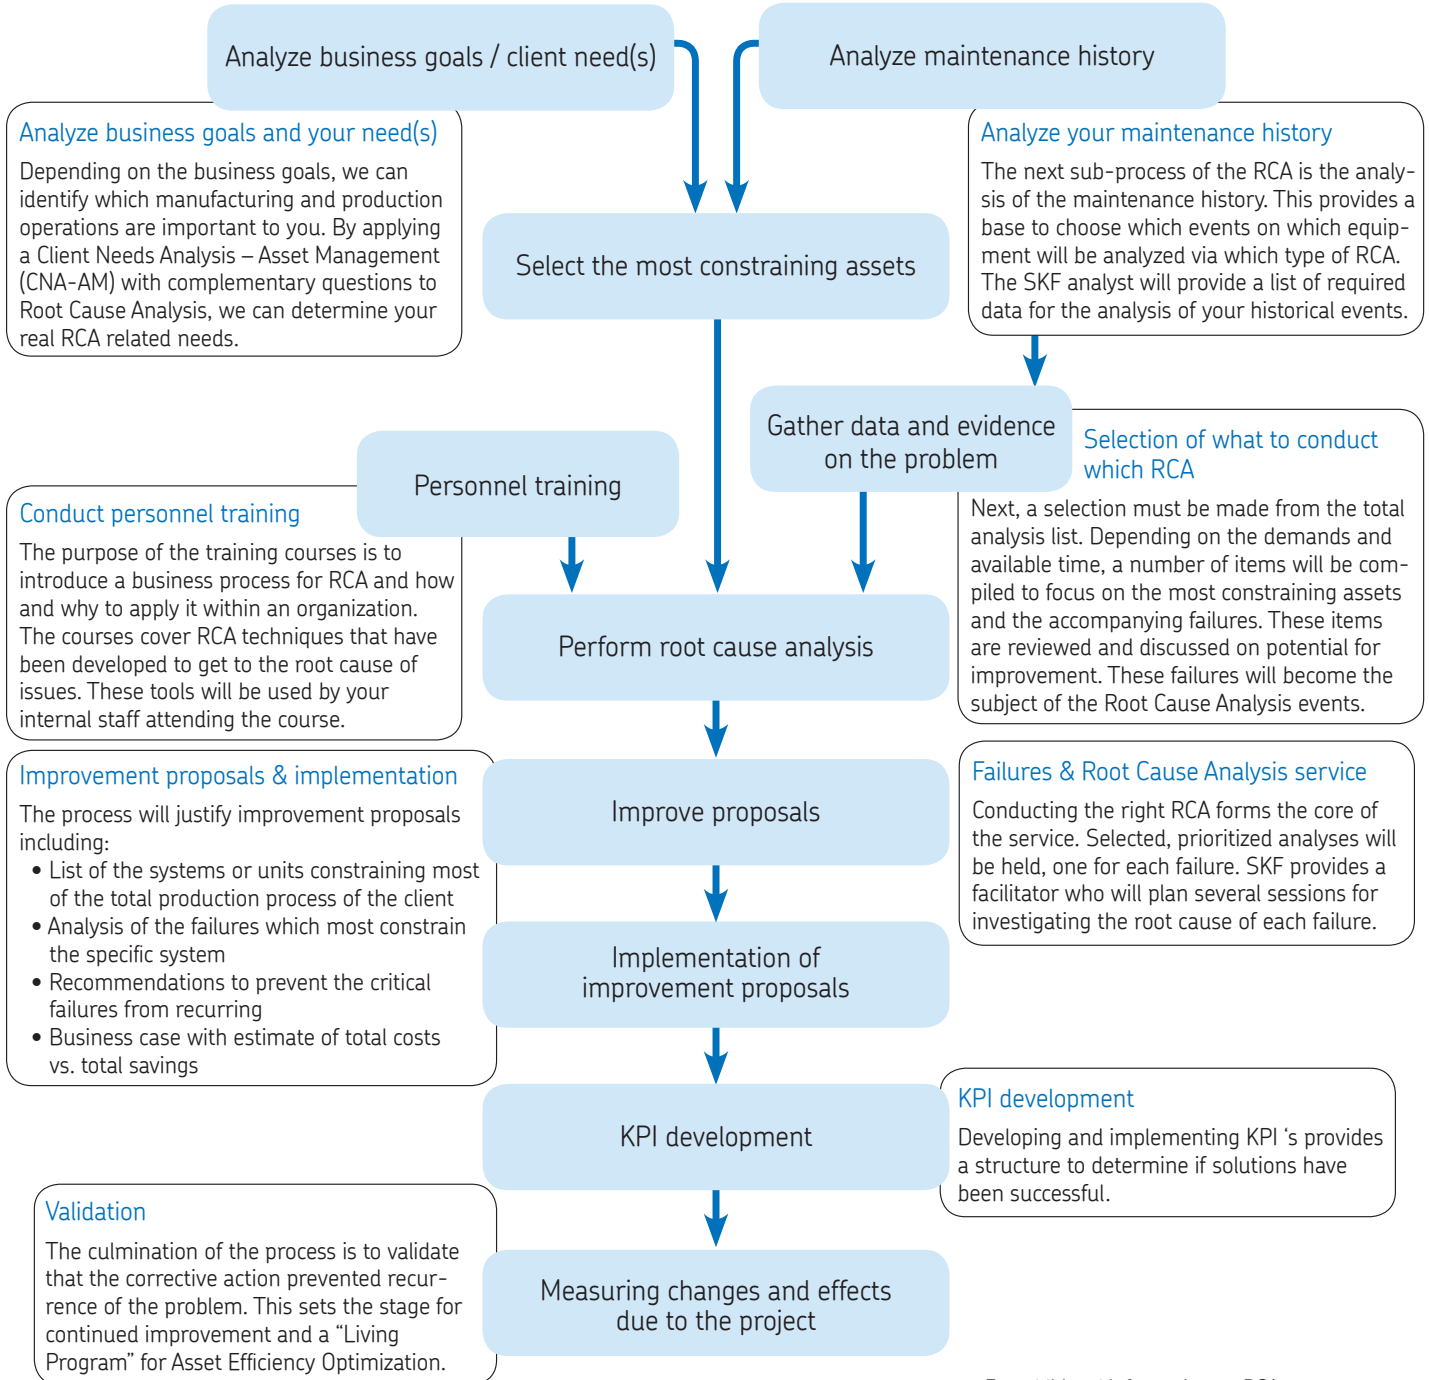 Analyze business goals / client need(s)
Analyze maintenance history
Analyze business goals and your need(s)
Depending on the business goals, we can
identify which manufacturing and production
operations are important to you. By applying
a Client Needs Analysis – Asset Management
(CNA-AM) with complementary questions to
Root Cause Analysis, we can determine your
real RCA related needs.
Analyze your maintenance history
The next sub-process of the RCA is the analy-
sis of the maintenance history. This provides a
base to choose which events on which equip-
ment will be analyzed via which type of RCA.
The SKF analyst will provide a list of required
data for the analysis of your historical events.
Select the most constraining assets
Gather data and evidence
on the problem
Selection of what to conduct
which RCA
Next, a selection must be made from the total
analysis list. Depending on the demands and
available time, a number of items will be com-
piled to focus on the most constraining assets
and the accompanying failures. These items
are reviewed and discussed on potential for
improvement. These failures will become the
subject of the Root Cause Analysis events.
Personnel training
Conduct personnel training
The purpose of the training courses is to
introduce a business process for RCA and how
and why to apply it within an organization.
The courses cover RCA techniques that have
been developed to get to the root cause of
issues. These tools will be used by your
internal staff attending the course.
Perform root cause analysis
Improvement proposals & implementation
The process will justify improvement proposals
including:
• List of the systems or units constraining most
of the total production process of the client
• Analysis of the failures which most constrain
the specific system
• Recommendations to prevent the critical
failures from recurring
• Business case with estimate of total costs
vs. total savings
Improve proposals
Failures & Root Cause Analysis service
Conducting the right RCA forms the core of
the service. Selected, prioritized analyses will
be held, one for each failure. SKF provides a
facilitator who will plan several sessions for
investigating the root cause of each failure.
Implementation of
improvement proposals
KPI development
KPI development
Developing and implementing KPI ‘s provides
a structure to determine if solutions have
been successful.
Validation
The culmination of the process is to validate
that the corrective action prevented recur-
rence of the problem. This sets the stage for
continued improvement and a “Living
Program” for Asset Efficiency Optimization.
Measuring changes and effects
due to the project